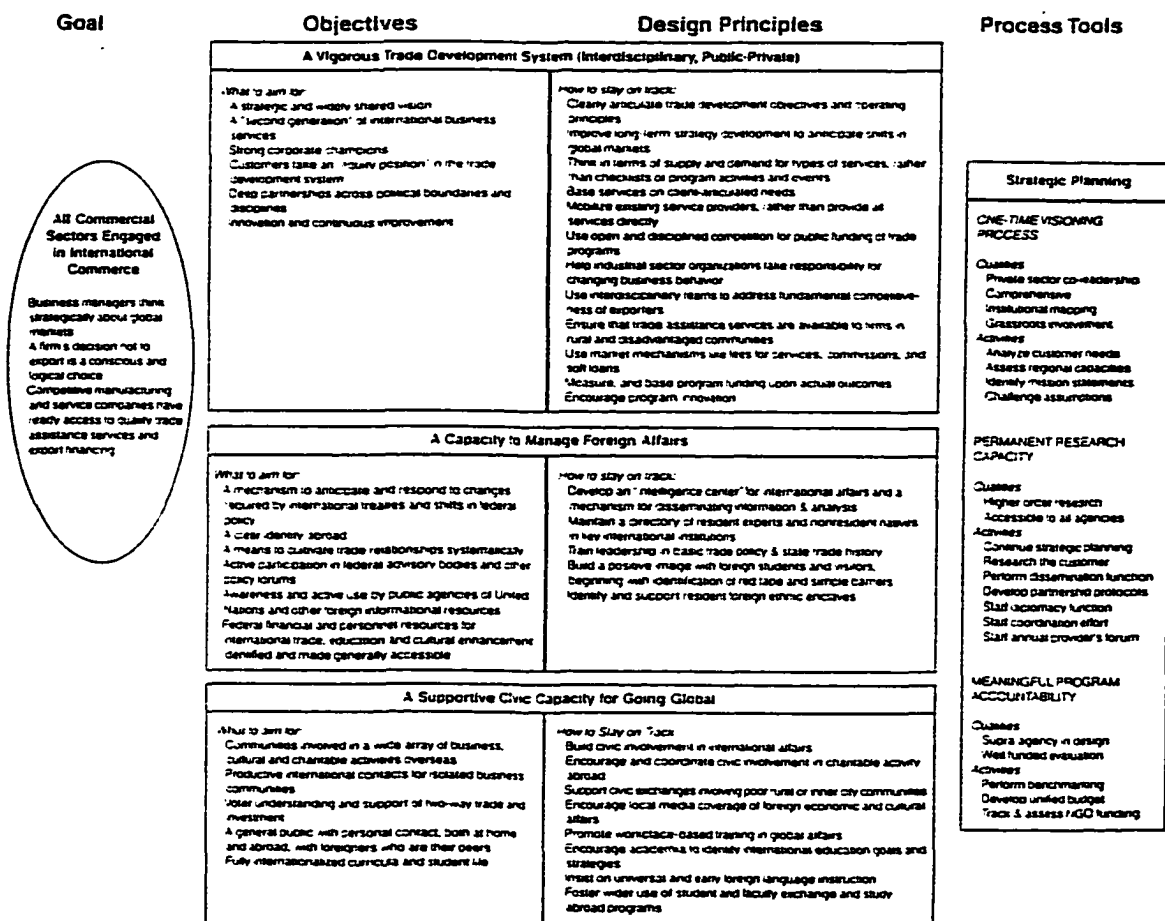 Goal
Objectives
Design Principles
Process Tools
All Commercial
Sectors Engaged
in International
Commerce
Business managers think
strategically about global
markets
A firm's decision not to
export is a conscious and
logical choice
Competitive manufacturing
and service companies have
ready access to quality trade
assistance services and
export financing
A Vigorous Trade Development System (Interdisciplinary, Public-Private)
What to aim for:
A strategic and widely shared vision
A "second generation" of international business
services
Strong corporate champions
Customers take an "equity position" in the trade
development system
Deep partnerships across political boundaries and
disciplines
Innovation and continuous improvement
How to stay on track:
Clearly articulate trade development objectives and operating
principles
Improve long-term strategy development to anticipate shifts in
global markets
Think in terms of supply and demand for types of services, rather
than checklists of program activities and events
Base services on client-articulated needs
Mobilize existing service providers, rather than provide all
services directly
Use open and disciplined competition for public funding of trade
programs
Help industrial sector organizations take responsibility for
changing business behavior
Use interdisciplinary teams to address fundamental competitive-
ness of exporters
Ensure that trade assistance services are available to firms in
rural and disadvantaged communities
Use market mechanisms like fees for services, commissions, and
soft loans
Measure, and base program funding upon actual outcomes
Encourage program innovation
A Capacity to Manage Foreign Affairs
What to aim for:
A mechanism to anticipate and respond to changes
required by international treaties and shifts in federal
policy
A clear identity abroad
A means to cultivate trade relationships systematically
Active participation in federal advisory bodies and other
policy forums
Awareness and active use by public agencies of United
Nations and other foreign informational resources
Federal financial and personnel resources for
international trade, education and cultural enhancement
identified and made generally accessible
How to stay on track:
Develop an "intelligence center" for international affairs and a
mechanism for disseminating information & analysis
Maintain a directory of resident experts and nonresident natives
in key international institutions
Train leadership in basic trade policy & state trade history
Build a positive image with foreign students and visitors,
beginning with identification of red tape and simple barriers
Identify and support resident foreign ethnic enclaves
A Supportive Civic Capacity for Going Global
What to aim for
Communities involved in a wide array of business,
cultural and charitable activities overseas
Productive international contacts for isolated business
communities
Voter understanding and support of two-way trade and
investment
A general public with personal contact, both at home
and abroad, with foreigners who are their peers
Fully internationalized curricula and student life
How to Stay on Track
Build civic involvement in international affairs
Encourage and coordinate civic involvement in charitable activity
abroad
Support civic exchanges involving poor rural or inner city communities
Encourage local media coverage of foreign economic and cultural
affairs
Promote workplace-based training in global affairs
Encourage academia to identify international education goals and
strategies
Insist on universal and early foreign language instruction
Foster wider use of student and faculty exchange and study
abroad programs
Strategic Planning
ONE-TIME VISIONING
PROCESS
Qualities
Private sector co-leadership
Comprehensive
Institutional mapping
Grassroots involvement
Activities
Analyze customer needs
Assess regional capacities
Identify mission statements
Challenge assumptions
PERMANENT RESEARCH
CAPACITY
Qualities
Higher order research
Accessible to all agencies
Activities
Continue strategic planning
Research the customer
Perform dissemination function
Develop partnership protocols
Start diplomacy function
Start coordination effort
Start annual provider's forum
MEANINGFUL PROGRAM
ACCOUNTABILITY
Qualities
Supra agency in design
Well funded evaluation
Activities
Perform benchmarking
Develop unified budget
Track & assess NGO funding